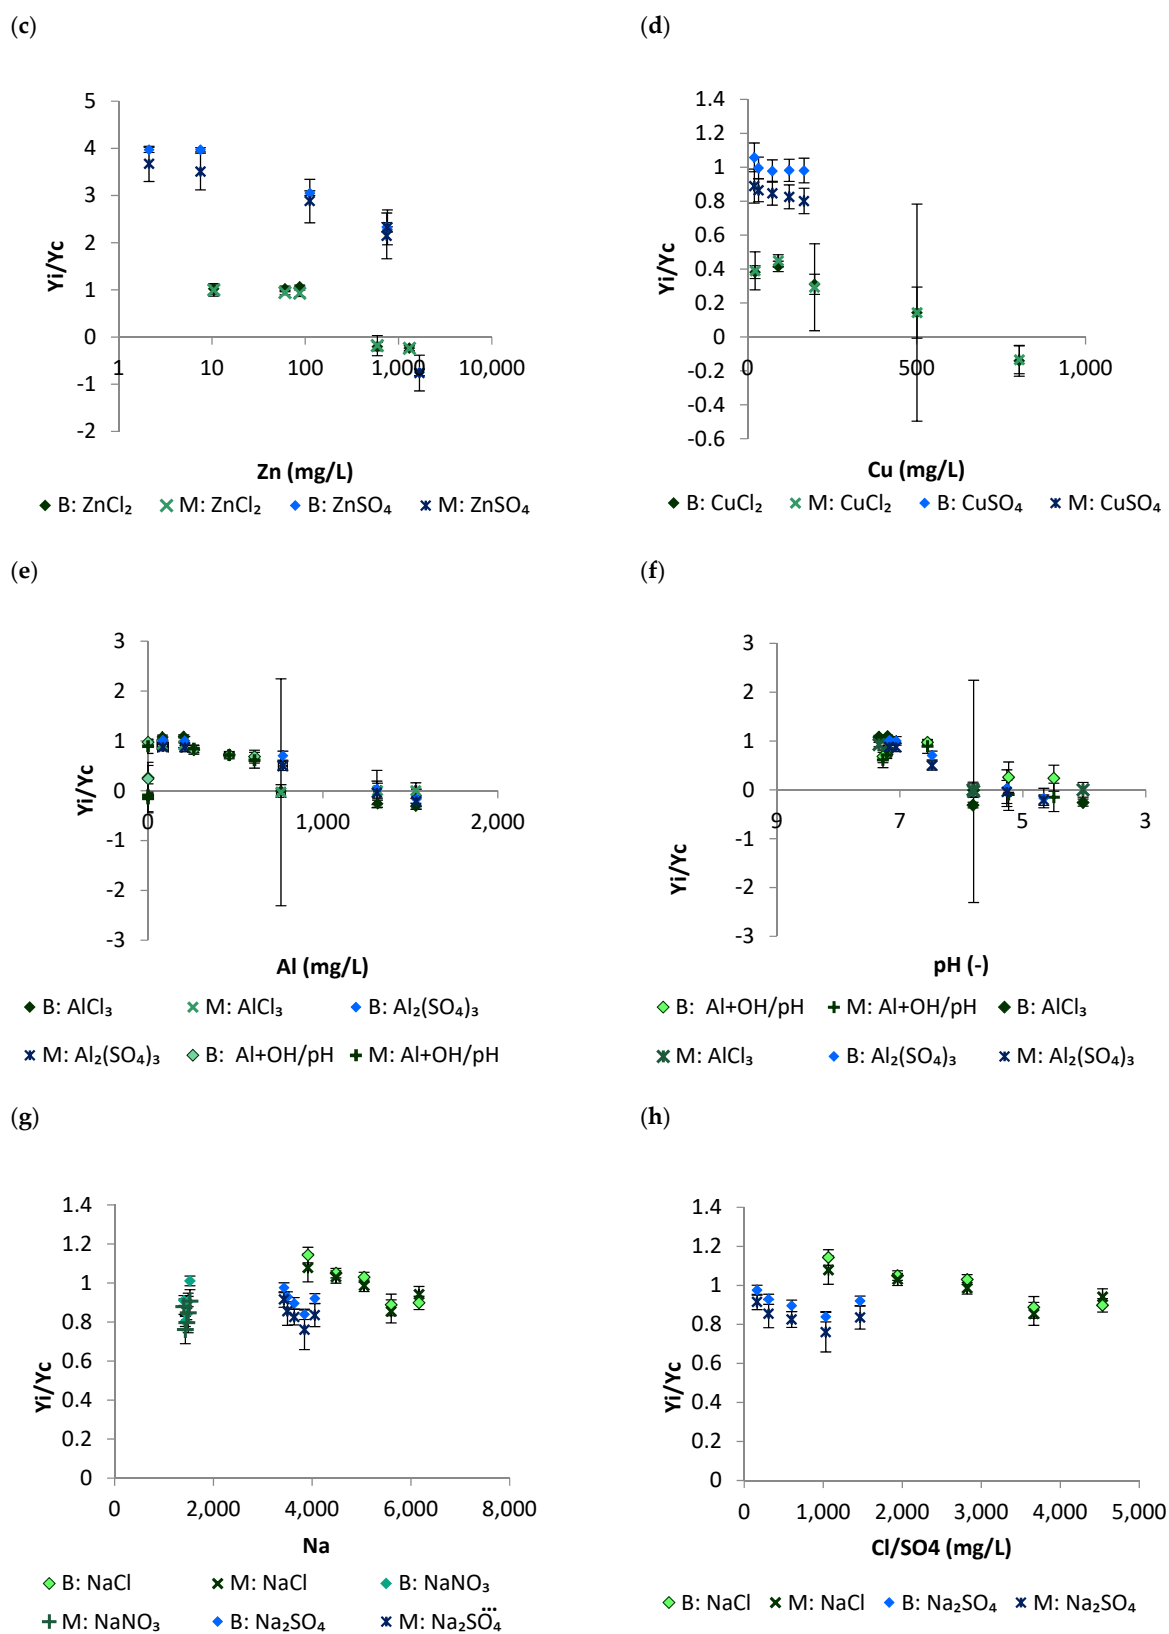 (c)
5
4
3
2
1
0
-1
-2
Yi/Yc
1 10 100 1,000 10,000
Zn (mg/L)
B: ZnCl₂ M: ZnCl₂ B: ZnSO₄ M: ZnSO₄
(d)
1.4
1.2
1
0.8
0.6
0.4
0.2
0
-0.2
-0.4
-0.6
Yi/Yc
0 500 1,000
Cu (mg/L)
B: CuCl₂ M: CuCl₂ B: CuSO₄ M: CuSO₄
(e)
3
2
1
0
-1
-2
-3
Yi/Yc
0 1,000 2,000
Al (mg/L)
B: AlCl₃ M: AlCl₃ B: Al₂(SO₄)₃
M: Al₂(SO₄)₃ B: Al+OH/pH M: Al+OH/pH
(f)
3
2
1
0
-1
-2
-3
Yi/Yc
9 7 5 3
pH (-)
B: Al+OH/pH M: Al+OH/pH B: AlCl₃
M: AlCl₃ B: Al₂(SO₄)₃ M: Al₂(SO₄)₃
(g)
1.4
1.2
1
0.8
0.6
0.4
0.2
0
Yi/Yc
0 2,000 4,000 6,000 8,000
Na
B: NaCl M: NaCl B: NaNO₃
M: NaNO₃ B: Na₂SO₄ M: Na₂SO₄
...
(h)
1.4
1.2
1
0.8
0.6
0.4
0.2
0
Yi/Yc
0 1,000 2,000 3,000 4,000 5,000
Cl/SO4 (mg/L)
B: NaCl M: NaCl B: Na₂SO₄ M: Na₂SO₄